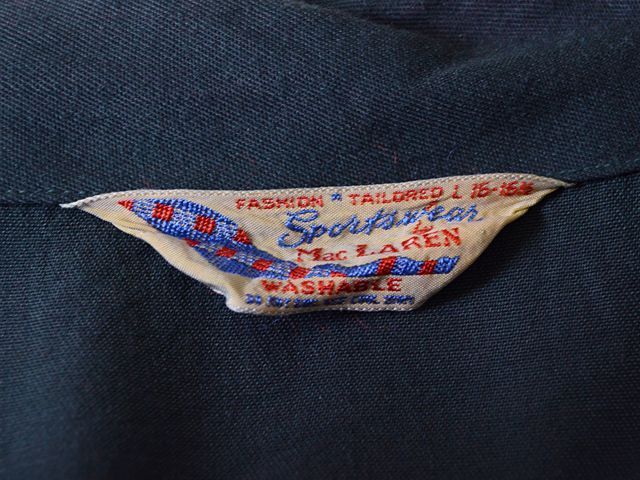 FASHION * TAILORED L 15-15½
Sportswear
by
Mac LAREN
WASHABLE